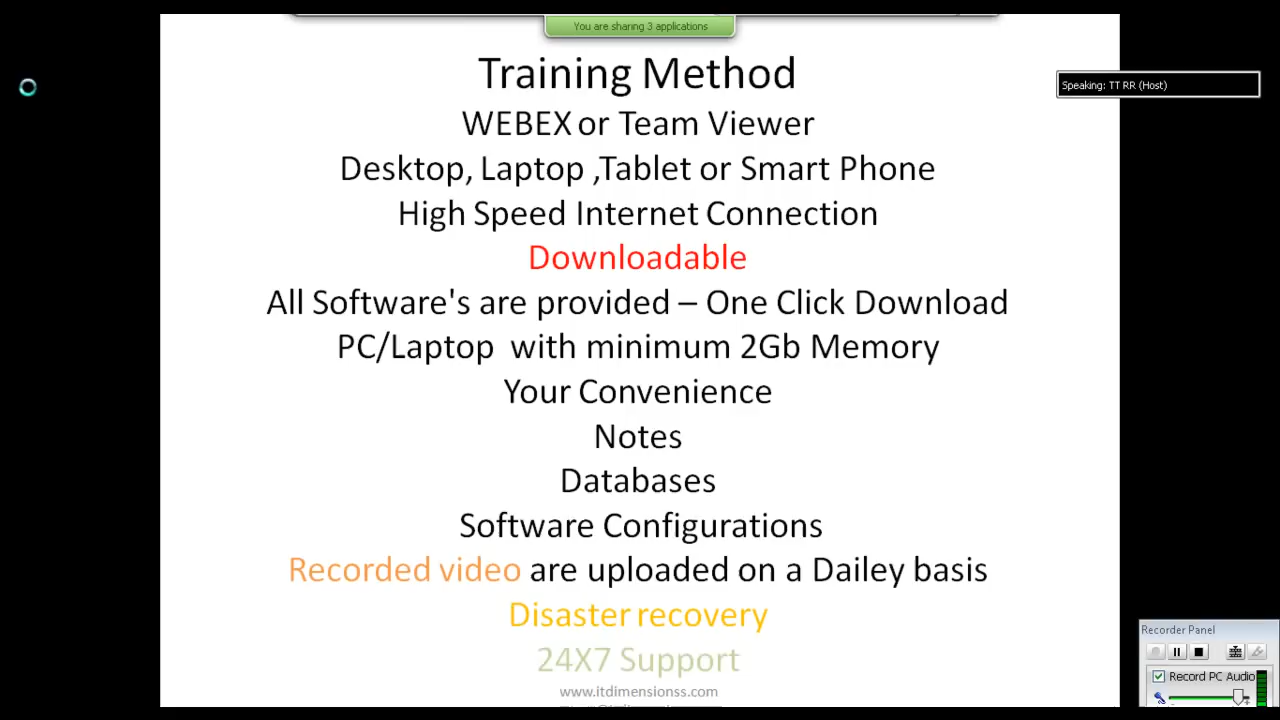 You are sharing 3 applications
Training Method
Speaking: TT RR (Host)
WEBEX or Team Viewer
Desktop, Laptop ,Tablet or Smart Phone
High Speed Internet Connection
Downloadable
All Software's are provided – One Click Download
PC/Laptop with minimum 2Gb Memory
Your Convenience
Notes
Databases
Software Configurations
Recorded video are uploaded on a Dailey basis
Disaster recovery
24X7 Support
www.itdimensionss.com
Recorder Panel
Record PC Audio